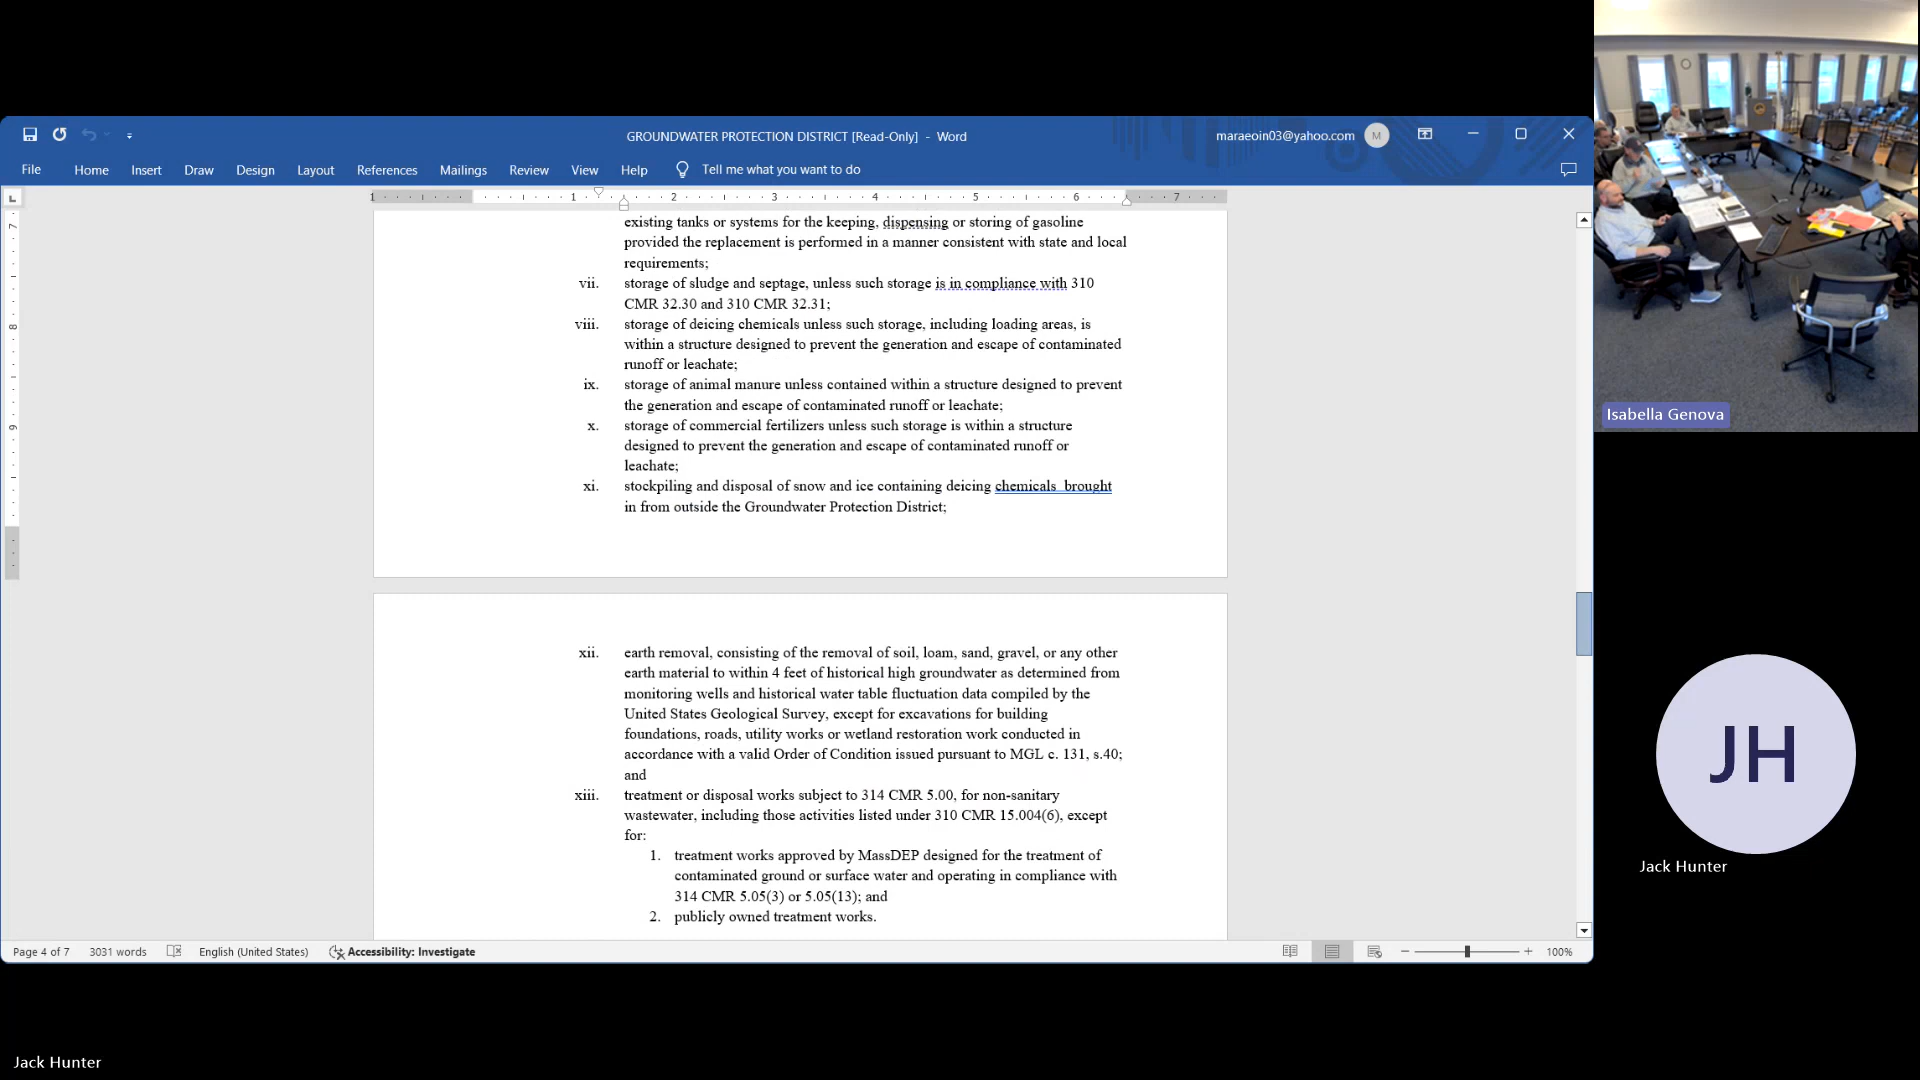 GROUNDWATER PROTECTION DISTRICT [Read-Only] - Word
maraeoin03@yahoo.com
M
File
Home
Insert
Draw
Design
Layout
References
Mailings
Review
View
Help
Tell me what you want to do
1 1 2 3 4 5 6 7
7
8
9
existing tanks or systems for the keeping, dispensing or storing of gasoline
provided the replacement is performed in a manner consistent with state and local
requirements;
vii. storage of sludge and septage, unless such storage is in compliance with 310
CMR 32.30 and 310 CMR 32.31;
viii. storage of deicing chemicals unless such storage, including loading areas, is
within a structure designed to prevent the generation and escape of contaminated
runoff or leachate;
ix. storage of animal manure unless contained within a structure designed to prevent
the generation and escape of contaminated runoff or leachate;
x. storage of commercial fertilizers unless such storage is within a structure
designed to prevent the generation and escape of contaminated runoff or
leachate;
xi. stockpiling and disposal of snow and ice containing deicing chemicals  brought
in from outside the Groundwater Protection District;
xii. earth removal, consisting of the removal of soil, loam, sand, gravel, or any other
earth material to within 4 feet of historical high groundwater as determined from
monitoring wells and historical water table fluctuation data compiled by the
United States Geological Survey, except for excavations for building
foundations, roads, utility works or wetland restoration work conducted in
accordance with a valid Order of Condition issued pursuant to MGL c. 131, s.40;
and
xiii. treatment or disposal works subject to 314 CMR 5.00, for non-sanitary
wastewater, including those activities listed under 310 CMR 15.004(6), except
for:
1. treatment works approved by MassDEP designed for the treatment of
contaminated ground or surface water and operating in compliance with
314 CMR 5.05(3) or 5.05(13); and
2. publicly owned treatment works.
Page 4 of 7
3031 words
English (United States)
Accessibility: Investigate
100%
Isabella Genova
JH
Jack Hunter
Jack Hunter